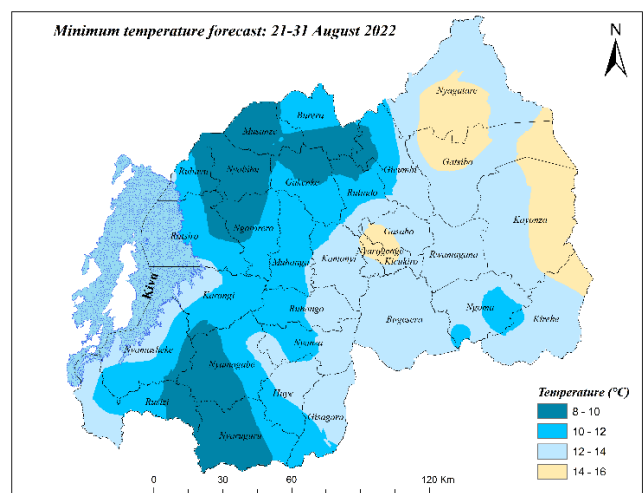 Minimum temperature forecast: 21-31 August 2022
N
Nyagatare
Burera
Musanze
Gatsibo
Rubavu
Nyabihu
Gicumbi
Gakenke
Rulindo
Kayonza
Ngororero
Rutsiro
Gasabo
Nyarugenge
Kicukiro
Rwamagana
Kamonyi
Muhanga
Kivu
Karongi
Ruhango
Bugesera
Ngoma
Kirehe
Nyanza
Nyamasheke
Nyamagabe
Huye
Rusizi
Gisagara
Nyaruguru
Temperature (°C)
8 - 10
10 - 12
12 - 14
14 - 16
0 30 60 120 Km